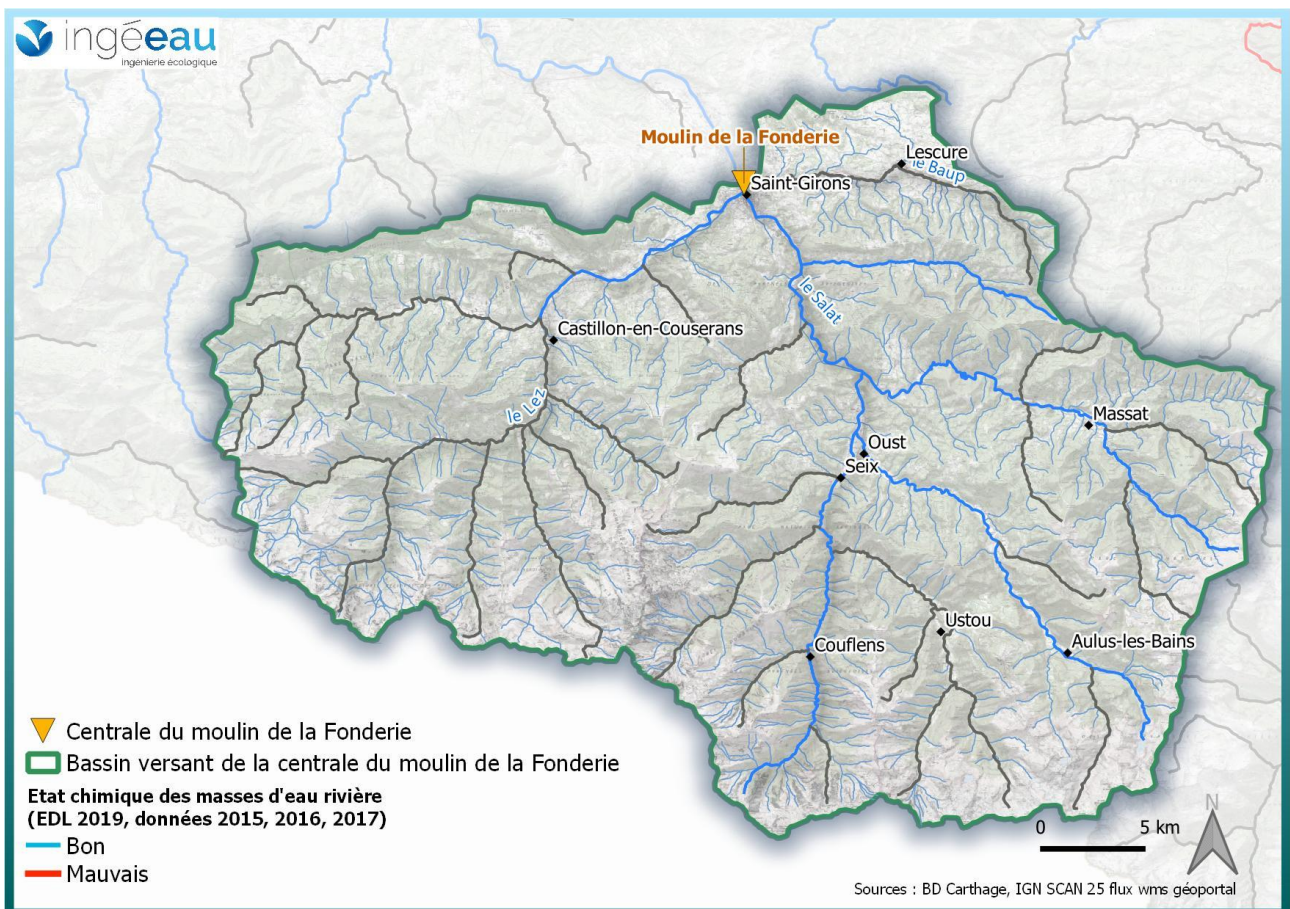 ingéeau
ingénierie écologique
Moulin de la Fonderie
Lescure
le Baup
Saint-Girons
le Salat
Castillon-en-Couserans
le Lez
Massat
Oust
Seix
Ustou
Couflens
Aulus-les-Bains
Centrale du moulin de la Fonderie
Bassin versant de la centrale du moulin de la Fonderie
Etat chimique des masses d'eau rivière
(EDL 2019, données 2015, 2016, 2017)
Bon
Mauvais
0 5 km
N
Sources : BD Carthage, IGN SCAN 25 flux wms géoportal